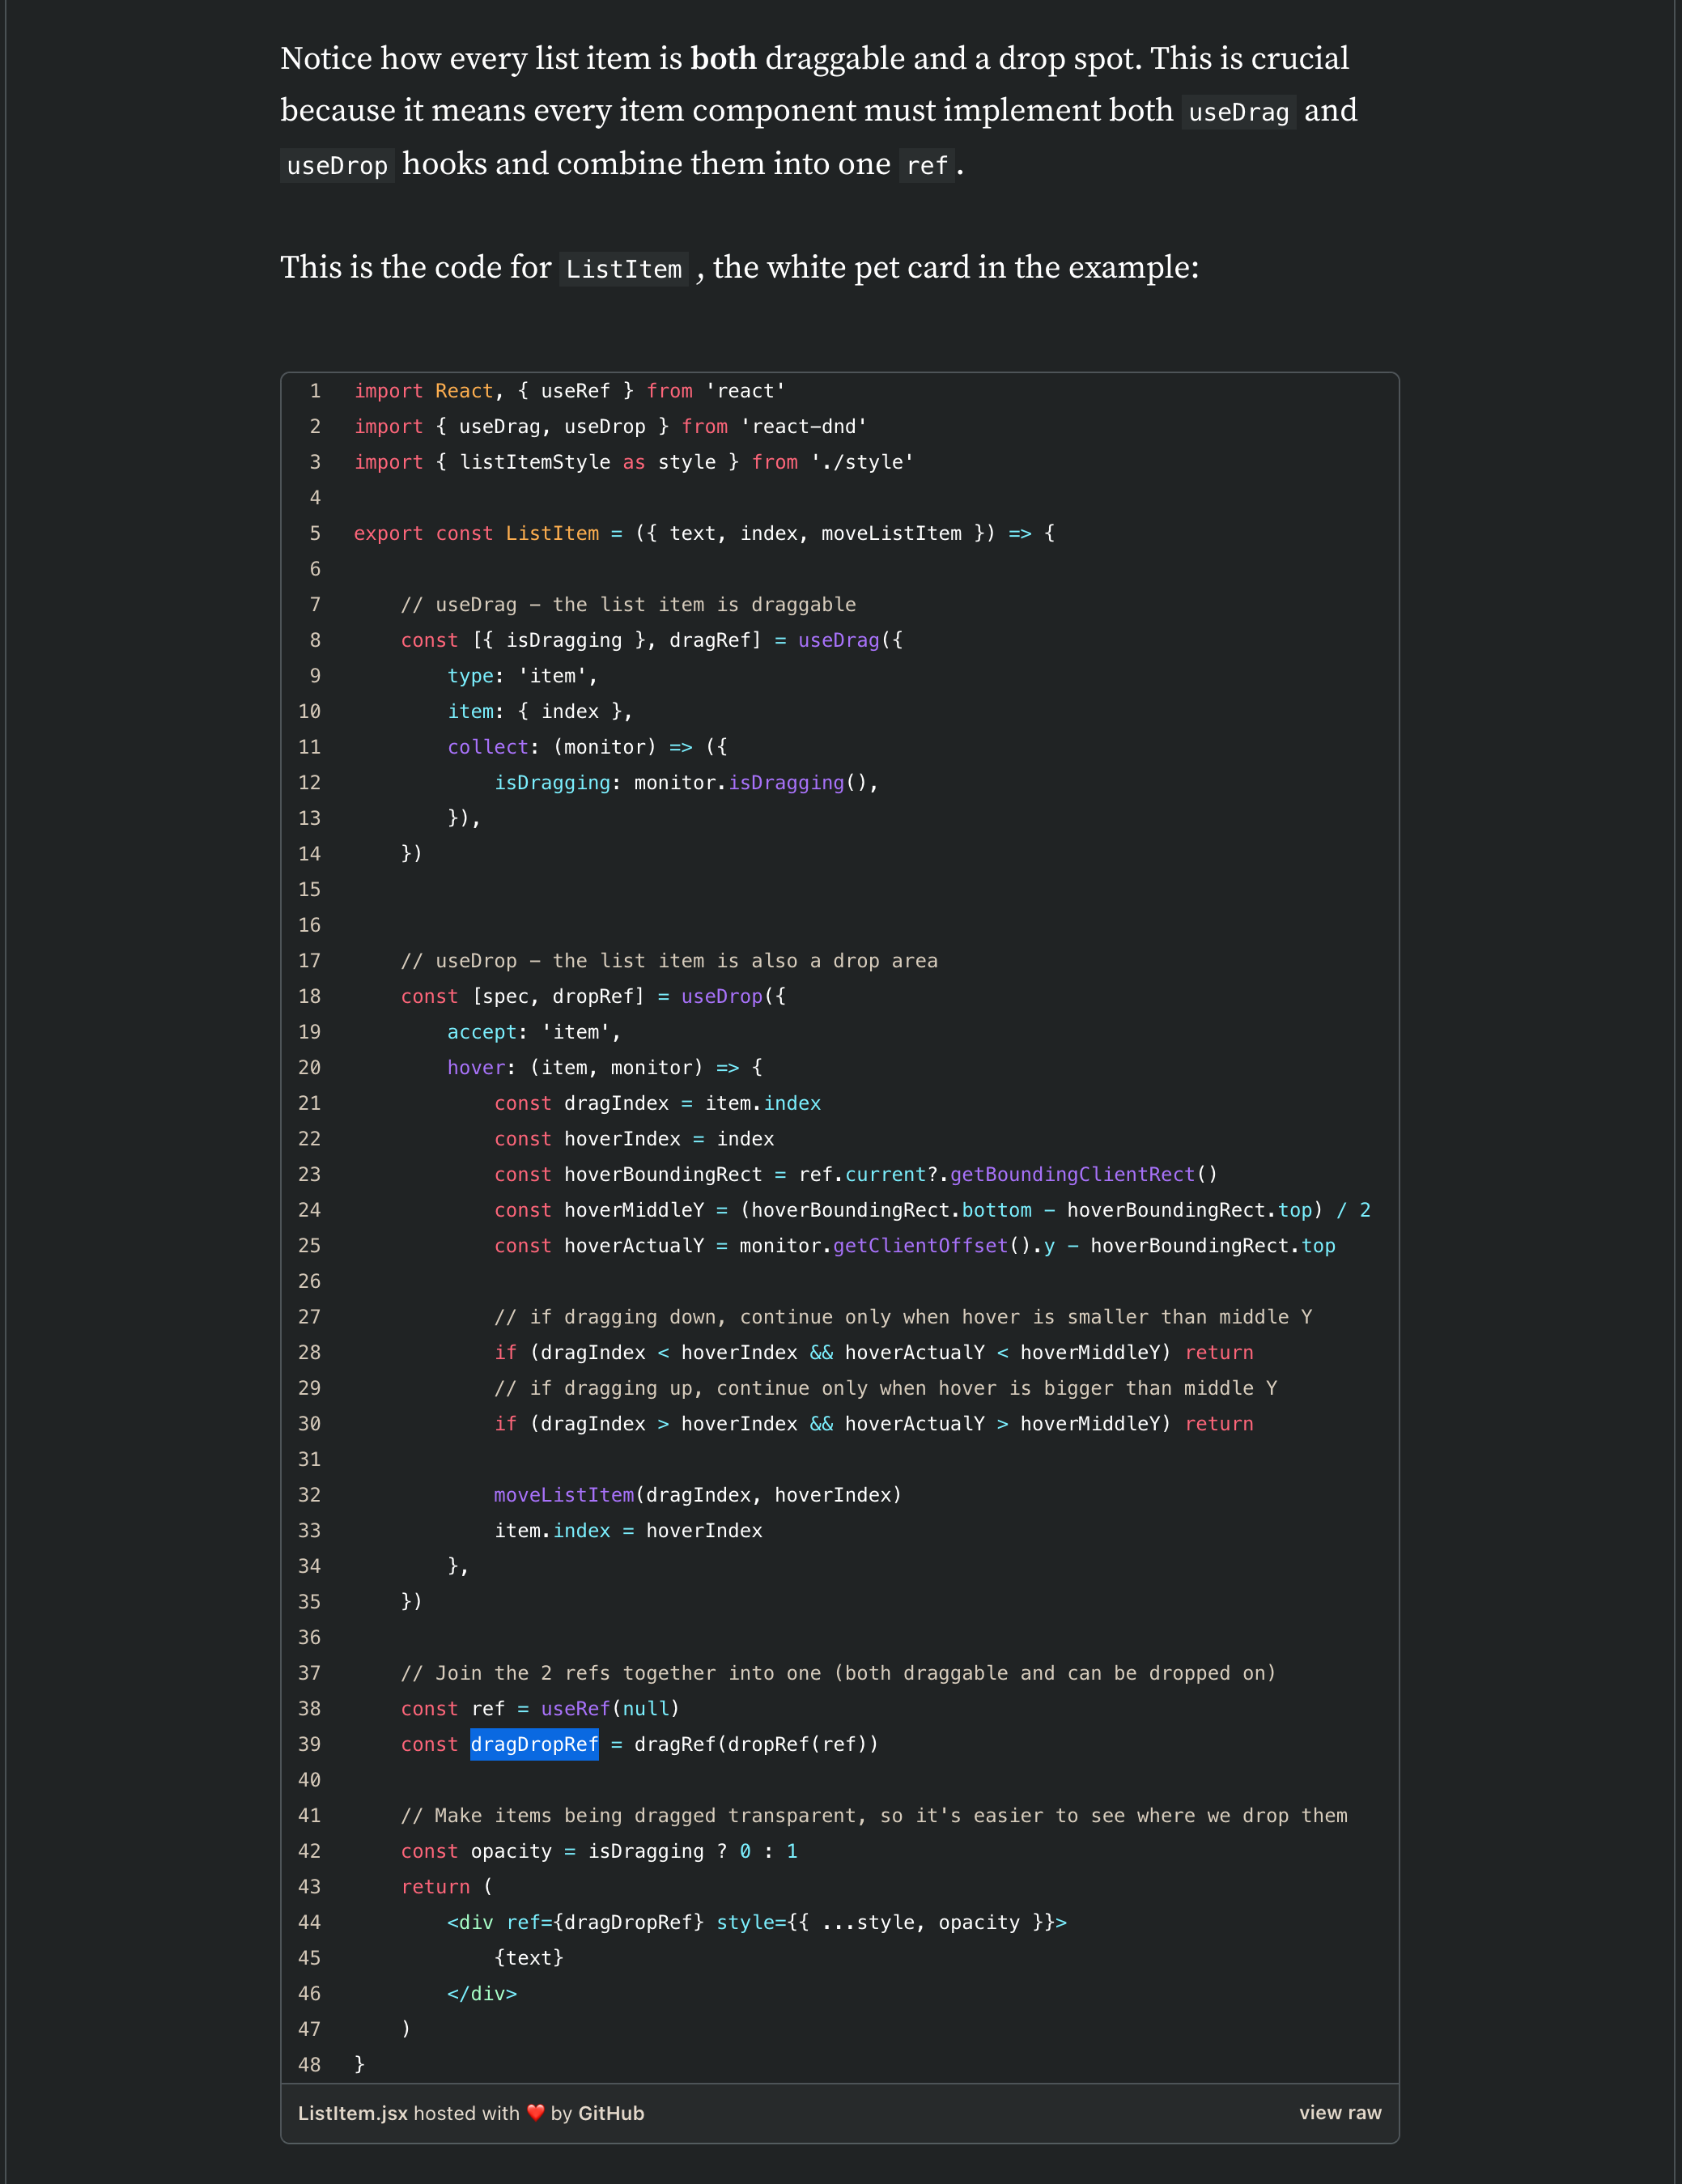 Notice how every list item is both draggable and a drop spot. This is crucial
because it means every item component must implement both useDrag and
useDrop hooks and combine them into one ref.
This is the code for ListItem , the white pet card in the example:
1 import React, { useRef } from 'react'
2 import { useDrag, useDrop } from 'react-dnd'
3 import { listItemStyle as style } from './style'
4
5 export const ListItem = ({ text, index, moveListItem }) => {
6
7     // useDrag - the list item is draggable
8     const [{ isDragging }, dragRef] = useDrag({
9         type: 'item',
10         item: { index },
11         collect: (monitor) => ({
12             isDragging: monitor.isDragging(),
13         }),
14     })
15
16
17     // useDrop - the list item is also a drop area
18     const [spec, dropRef] = useDrop({
19         accept: 'item',
20         hover: (item, monitor) => {
21             const dragIndex = item.index
22             const hoverIndex = index
23             const hoverBoundingRect = ref.current?.getBoundingClientRect()
24             const hoverMiddleY = (hoverBoundingRect.bottom - hoverBoundingRect.top) / 2
25             const hoverActualY = monitor.getClientOffset().y - hoverBoundingRect.top
26
27             // if dragging down, continue only when hover is smaller than middle Y
28             if (dragIndex < hoverIndex && hoverActualY < hoverMiddleY) return
29             // if dragging up, continue only when hover is bigger than middle Y
30             if (dragIndex > hoverIndex && hoverActualY > hoverMiddleY) return
31
32             moveListItem(dragIndex, hoverIndex)
33             item.index = hoverIndex
34         },
35     })
36
37     // Join the 2 refs together into one (both draggable and can be dropped on)
38     const ref = useRef(null)
39     const dragDropRef = dragRef(dropRef(ref))
40
41     // Make items being dragged transparent, so it's easier to see where we drop them
42     const opacity = isDragging ? 0 : 1
43     return (
44         <div ref={dragDropRef} style={{ ...style, opacity }}>
45             {text}
46         </div>
47     )
48 }
ListItem.jsx hosted with ❤️ by GitHub view raw